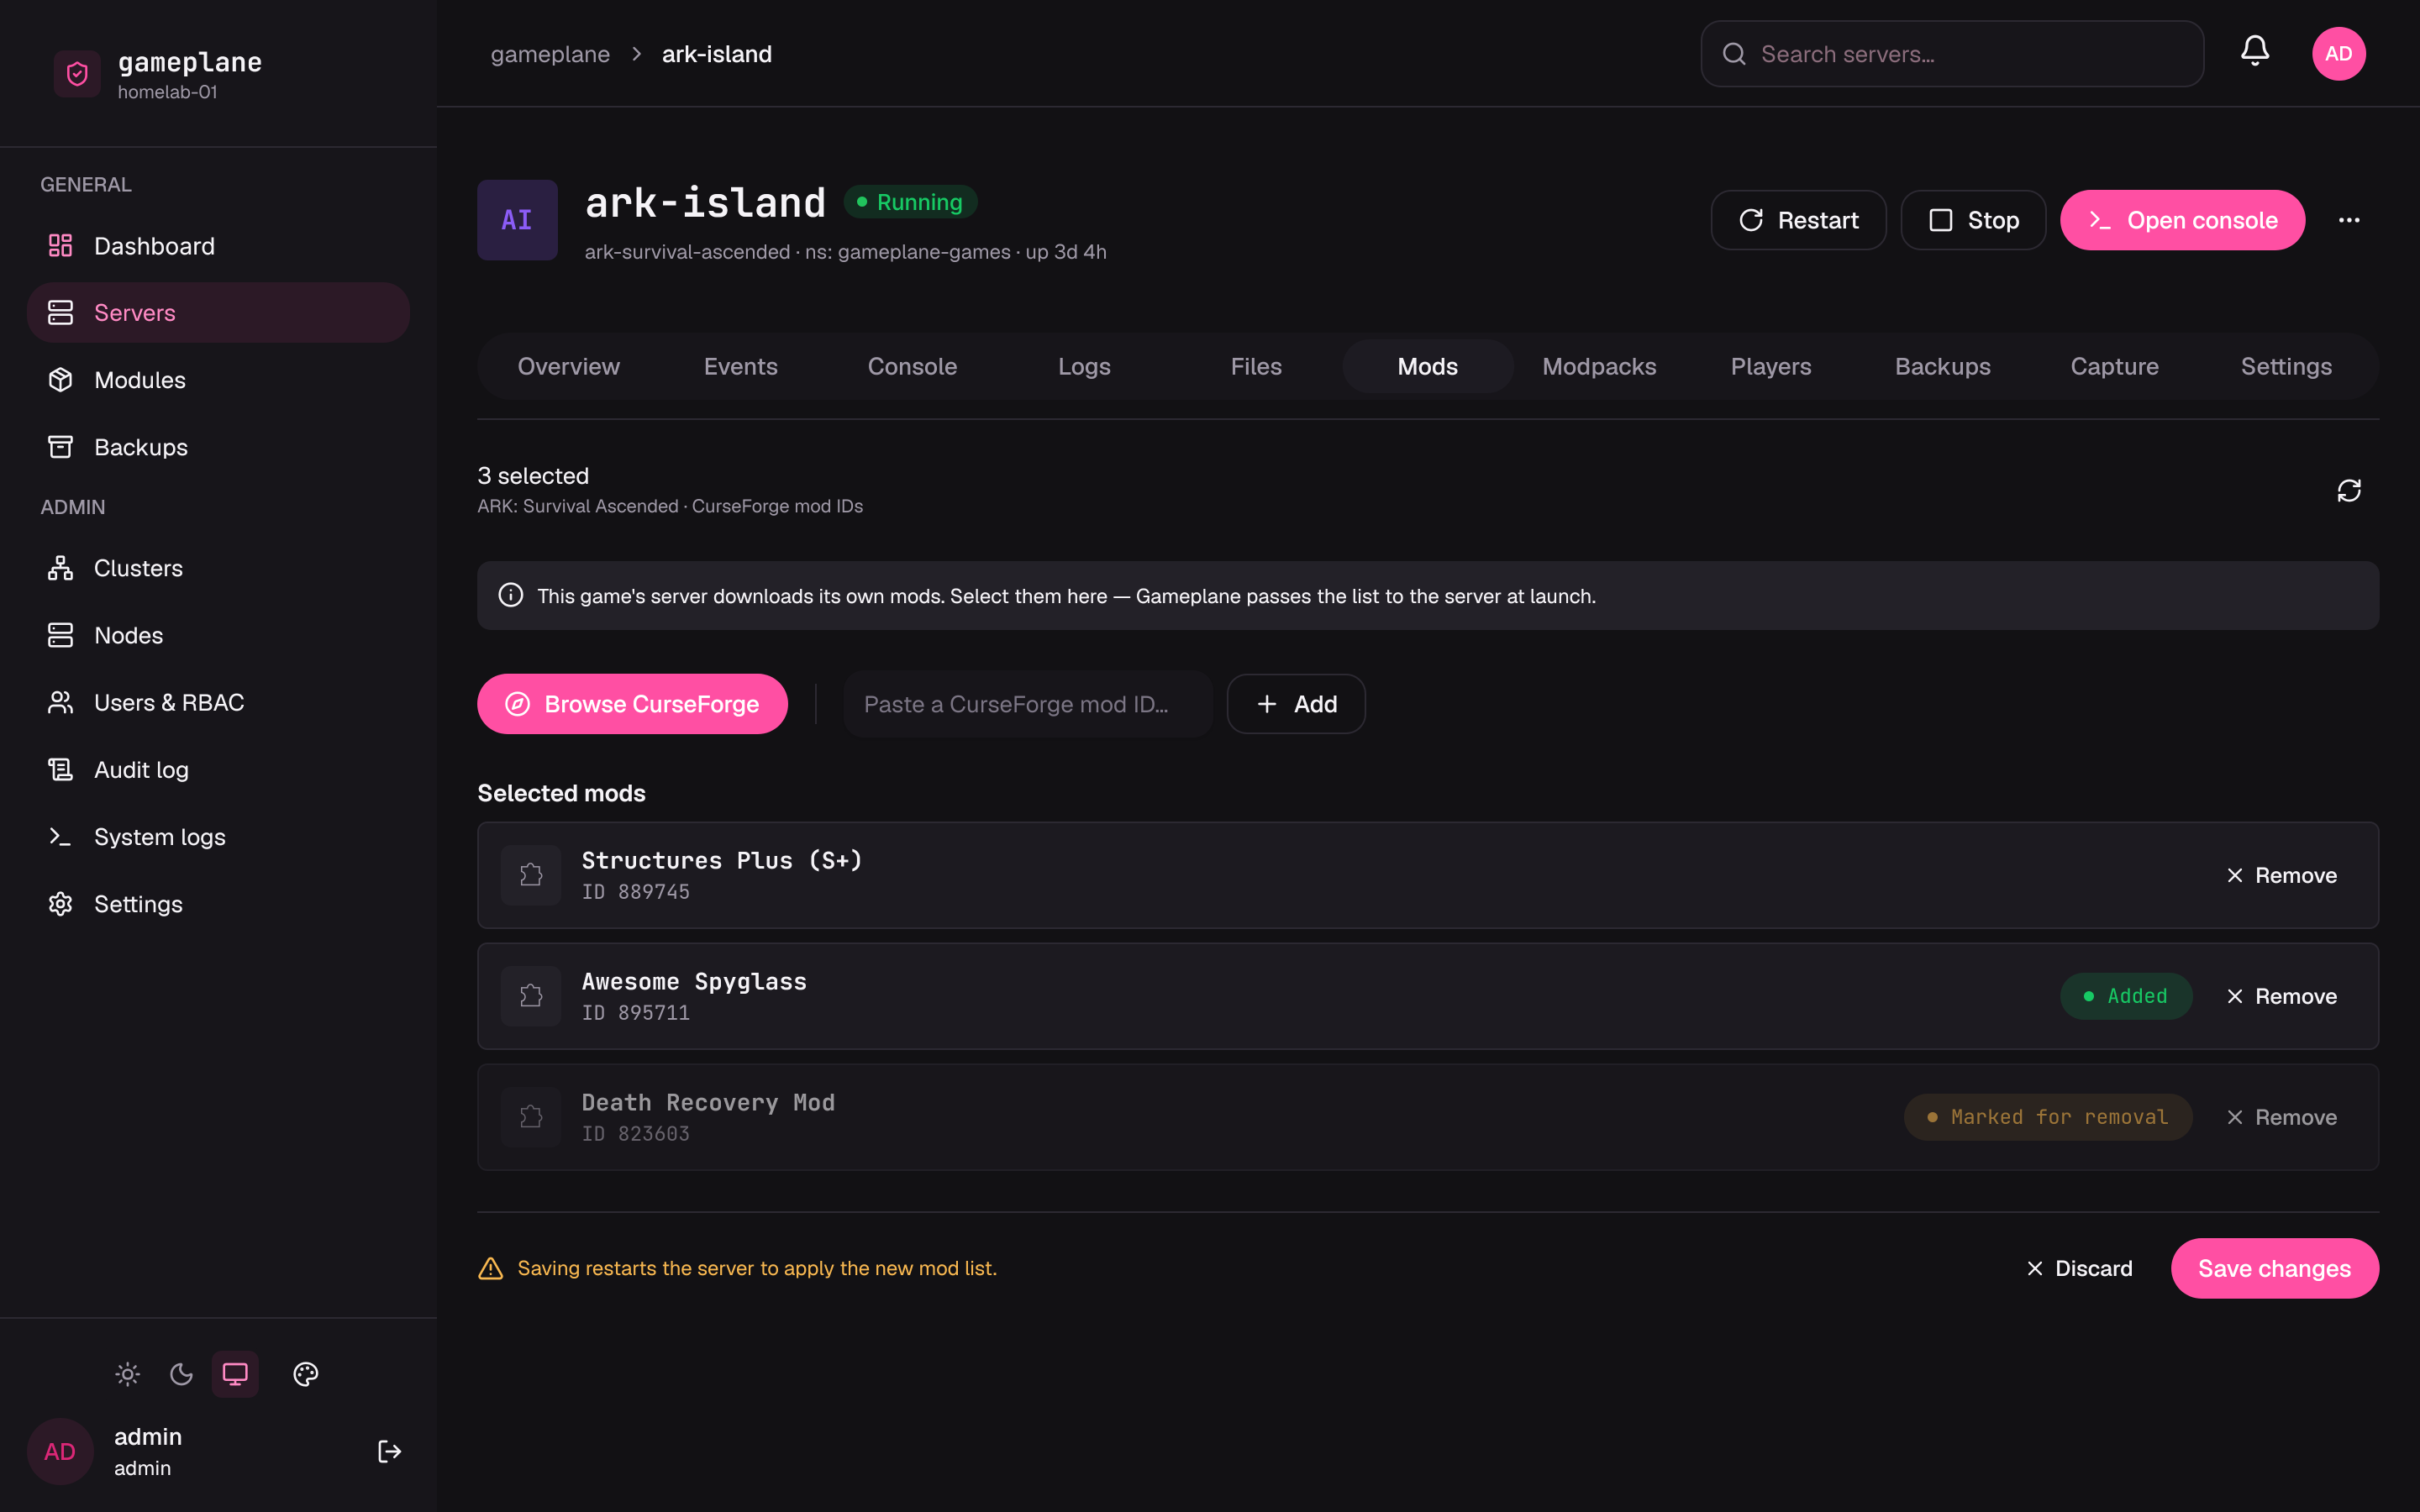 gameplane
homelab-01
GENERAL
Dashboard
Servers
Modules
Backups
ADMIN
Clusters
Nodes
Users & RBAC
Audit log
System logs
Settings
AD
admin
admin
gameplane > ark-island
Search servers...
AD
AI
ark-island
Running
ark-survival-ascended · ns: gameplane-games · up 3d 4h
Restart
Stop
Open console
Overview
Events
Console
Logs
Files
Mods
Modpacks
Players
Backups
Capture
Settings
3 selected
ARK: Survival Ascended · CurseForge mod IDs
This game's server downloads its own mods. Select them here — Gameplane passes the list to the server at launch.
Browse CurseForge
Paste a CurseForge mod ID...
Add
Selected mods
Structures Plus (S+)
ID 889745
Remove
Awesome Spyglass
ID 895711
Added
Remove
Death Recovery Mod
ID 823603
Marked for removal
Remove
Saving restarts the server to apply the new mod list.
Discard
Save changes